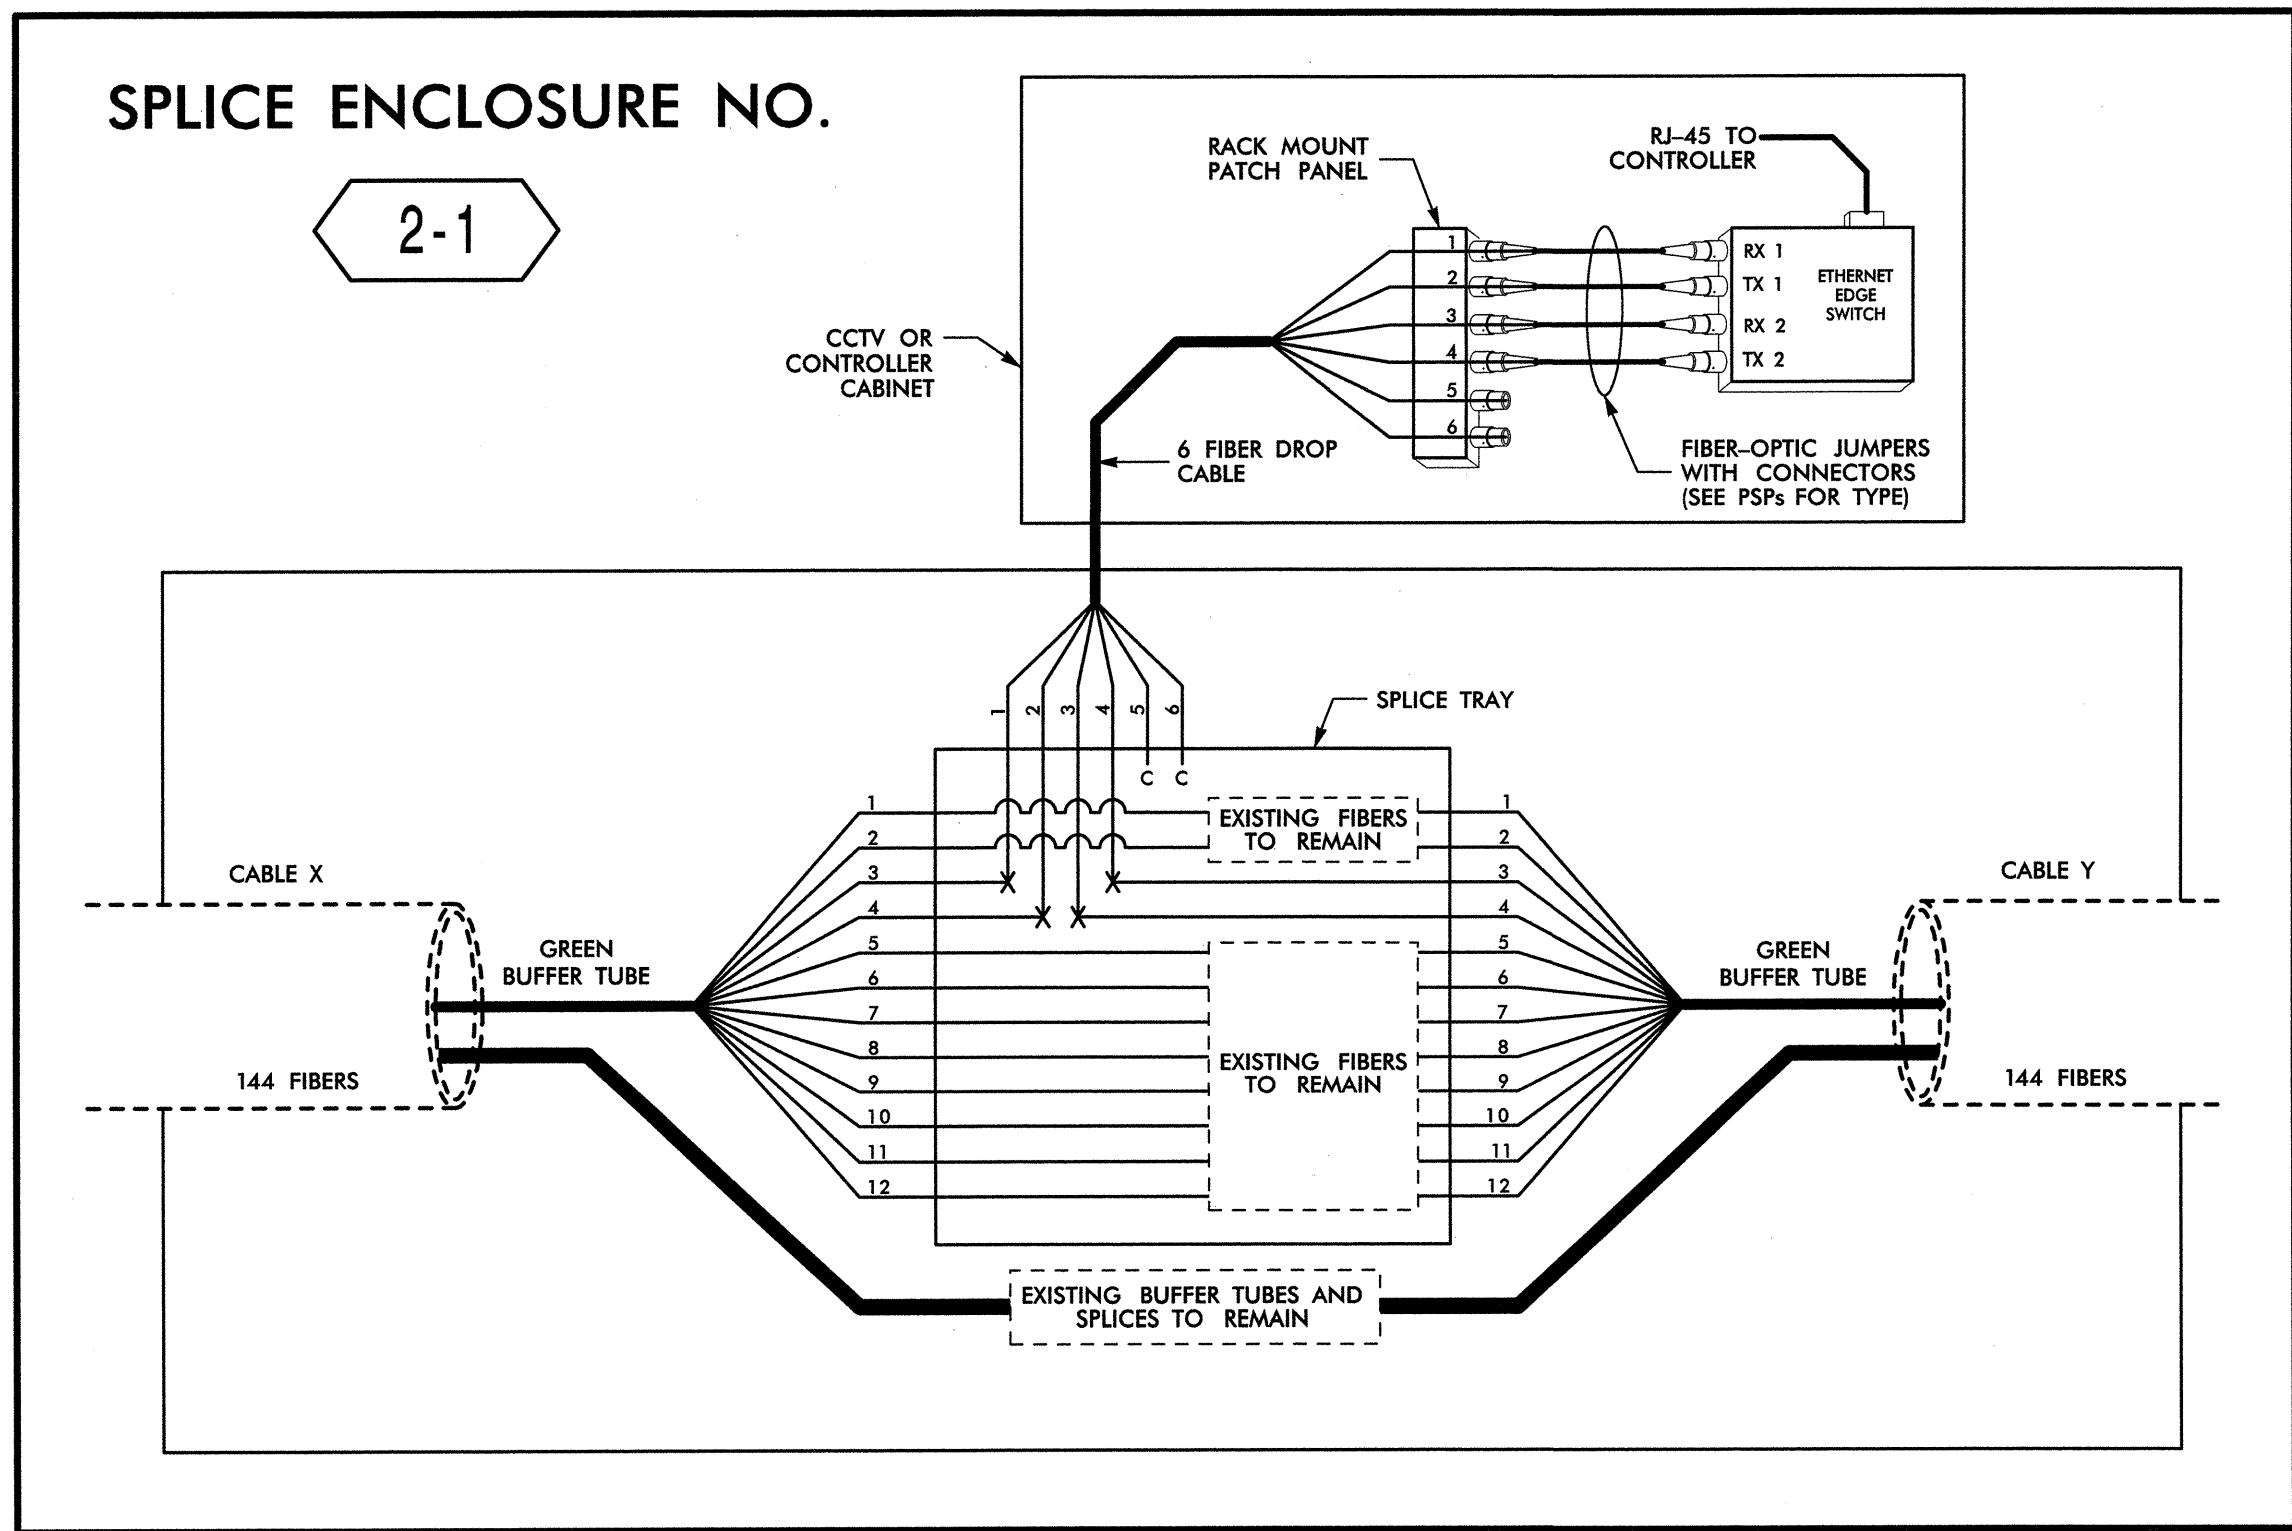 SPLICE ENCLOSURE NO.
2-1
RACK MOUNT
PATCH PANEL
RJ–45 TO
CONTROLLER
1
2
3
4
5
6
RX 1
TX 1
RX 2
TX 2
ETHERNET
EDGE
SWITCH
CCTV OR
CONTROLLER
CABINET
6 FIBER DROP
CABLE
FIBER–OPTIC JUMPERS
WITH CONNECTORS
(SEE PSPs FOR TYPE)
SPLICE TRAY
1
2
3
4
5
6
C C
CABLE X
144 FIBERS
GREEN
BUFFER TUBE
1
2
3
4
5
6
7
8
9
10
11
12
EXISTING FIBERS
TO REMAIN
EXISTING FIBERS
TO REMAIN
1
2
3
4
5
6
7
8
9
10
11
12
GREEN
BUFFER TUBE
CABLE Y
144 FIBERS
EXISTING BUFFER TUBES AND
SPLICES TO REMAIN